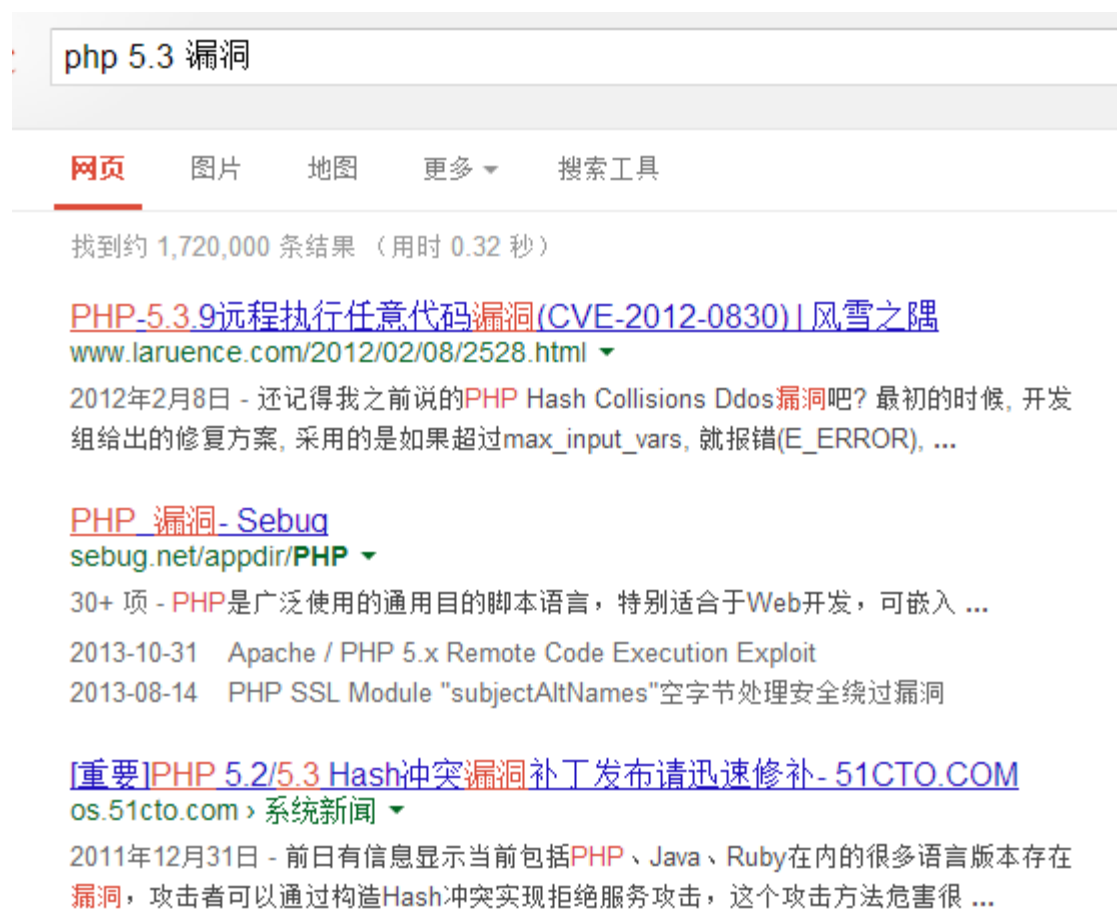 php 5.3 漏洞
网页 图片 地图 更多 搜索工具
找到约 1,720,000 条结果 （用时 0.32 秒）
PHP-5.3.9远程执行任意代码漏洞(CVE-2012-0830) | 风雪之隅
www.laruence.com/2012/02/08/2528.html
2012年2月8日 - 还记得我之前说的PHP Hash Collisions Ddos漏洞吧? 最初的时候, 开发
组给出的修复方案, 采用的是如果超过max_input_vars, 就报错(E_ERROR), ...
PHP_漏洞- Sebug
sebug.net/appdir/PHP
30+ 项 - PHP是广泛使用的通用目的脚本语言，特别适合于Web开发，可嵌入 ...
2013-10-31 Apache / PHP 5.x Remote Code Execution Exploit
2013-08-14 PHP SSL Module "subjectAltNames"空字节处理安全绕过漏洞
[重要]PHP 5.2/5.3 Hash冲突漏洞补丁发布请迅速修补- 51CTO.COM
os.51cto.com › 系统新闻
2011年12月31日 - 前日有信息显示当前包括PHP、Java、Ruby在内的很多语言版本存在
漏洞，攻击者可以通过构造Hash冲突实现拒绝服务攻击，这个攻击方法危害很 ...